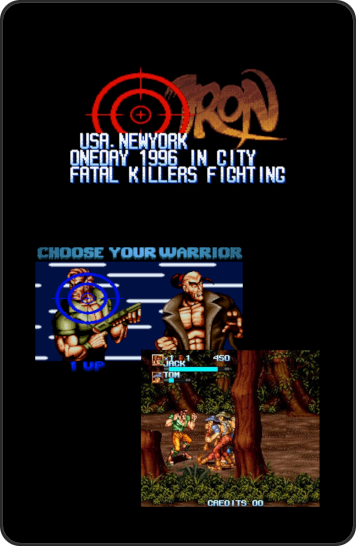 IRON
USA.NEWYORK
ONEDAY 1996 IN CITY
FATAL KILLERS FIGHTING
CHOOSE YOUR WARRIOR
1 UP
1 1 450
JACK
TOM
CREDITS 00